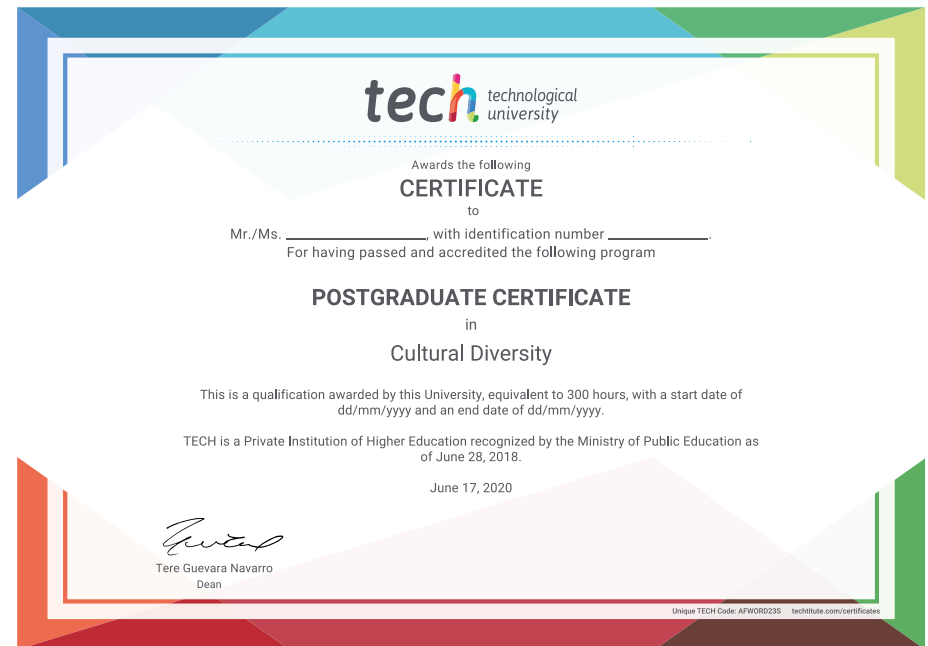 tech technological
university
Awards the following
CERTIFICATE
to
Mr./Ms. ____________________, with identification number ______________.
For having passed and accredited the following program
POSTGRADUATE CERTIFICATE
in
Cultural Diversity
This is a qualification awarded by this University, equivalent to 300 hours, with a start date of
dd/mm/yyyy and an end date of dd/mm/yyyy.
TECH is a Private Institution of Higher Education recognized by the Ministry of Public Education as
of June 28, 2018.
June 17, 2020
Tere Guevara Navarro
Dean
Unique TECH Code: AFWORD23S techtitute.com/certificates